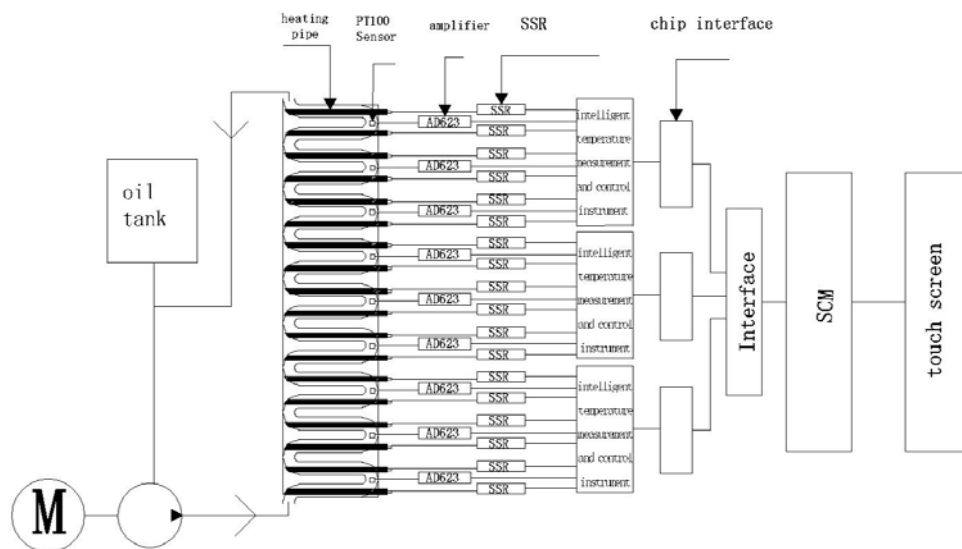 heating
pipe
PT100
Sensor
amplifier
SSR
chip interface
oil
tank
M
SSR
AD623
SSR
SSR
AD623
SSR
SSR
AD623
SSR
SSR
AD623
SSR
SSR
AD623
SSR
SSR
AD623
SSR
SSR
AD623
SSR
SSR
AD623
SSR
SSR
AD623
SSR
intelligent
temperature
measurement
and control
instrument
intelligent
temperature
measurement
and control
instrument
intelligent
temperature
measurement
and control
instrument
Interface
SCM
touch screen